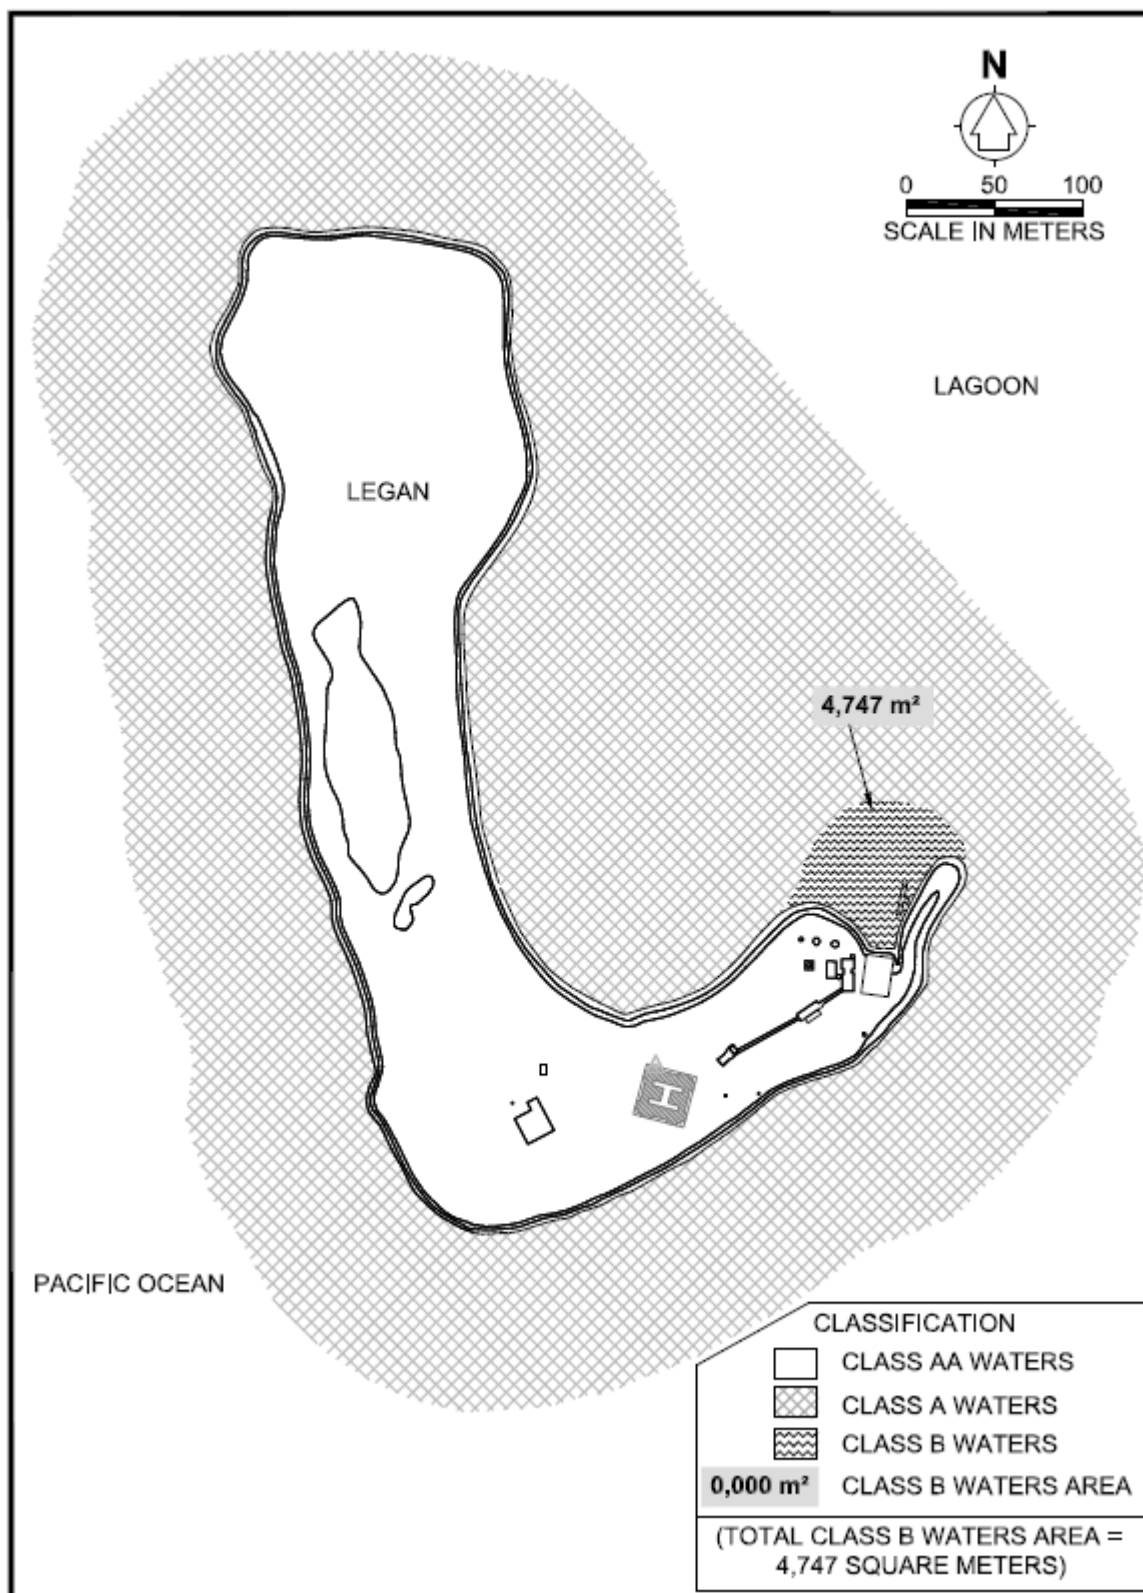 N
0 50 100
SCALE IN METERS
LAGOON
LEGAN
4,747 m²
H
PACIFIC OCEAN
CLASSIFICATION
CLASS AA WATERS
CLASS A WATERS
CLASS B WATERS
0,000 m² CLASS B WATERS AREA
(TOTAL CLASS B WATERS AREA =
4,747 SQUARE METERS)